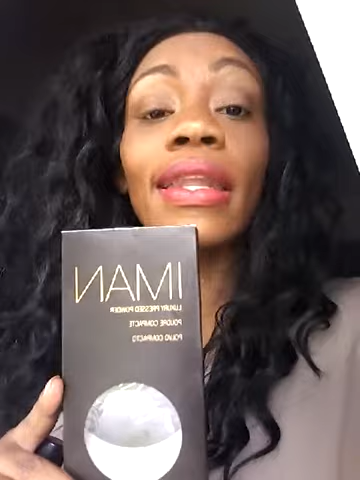 IMAN
LUXURY PRESSED POWDER
POUDRE COMPACTE
POLVO COMPACTO